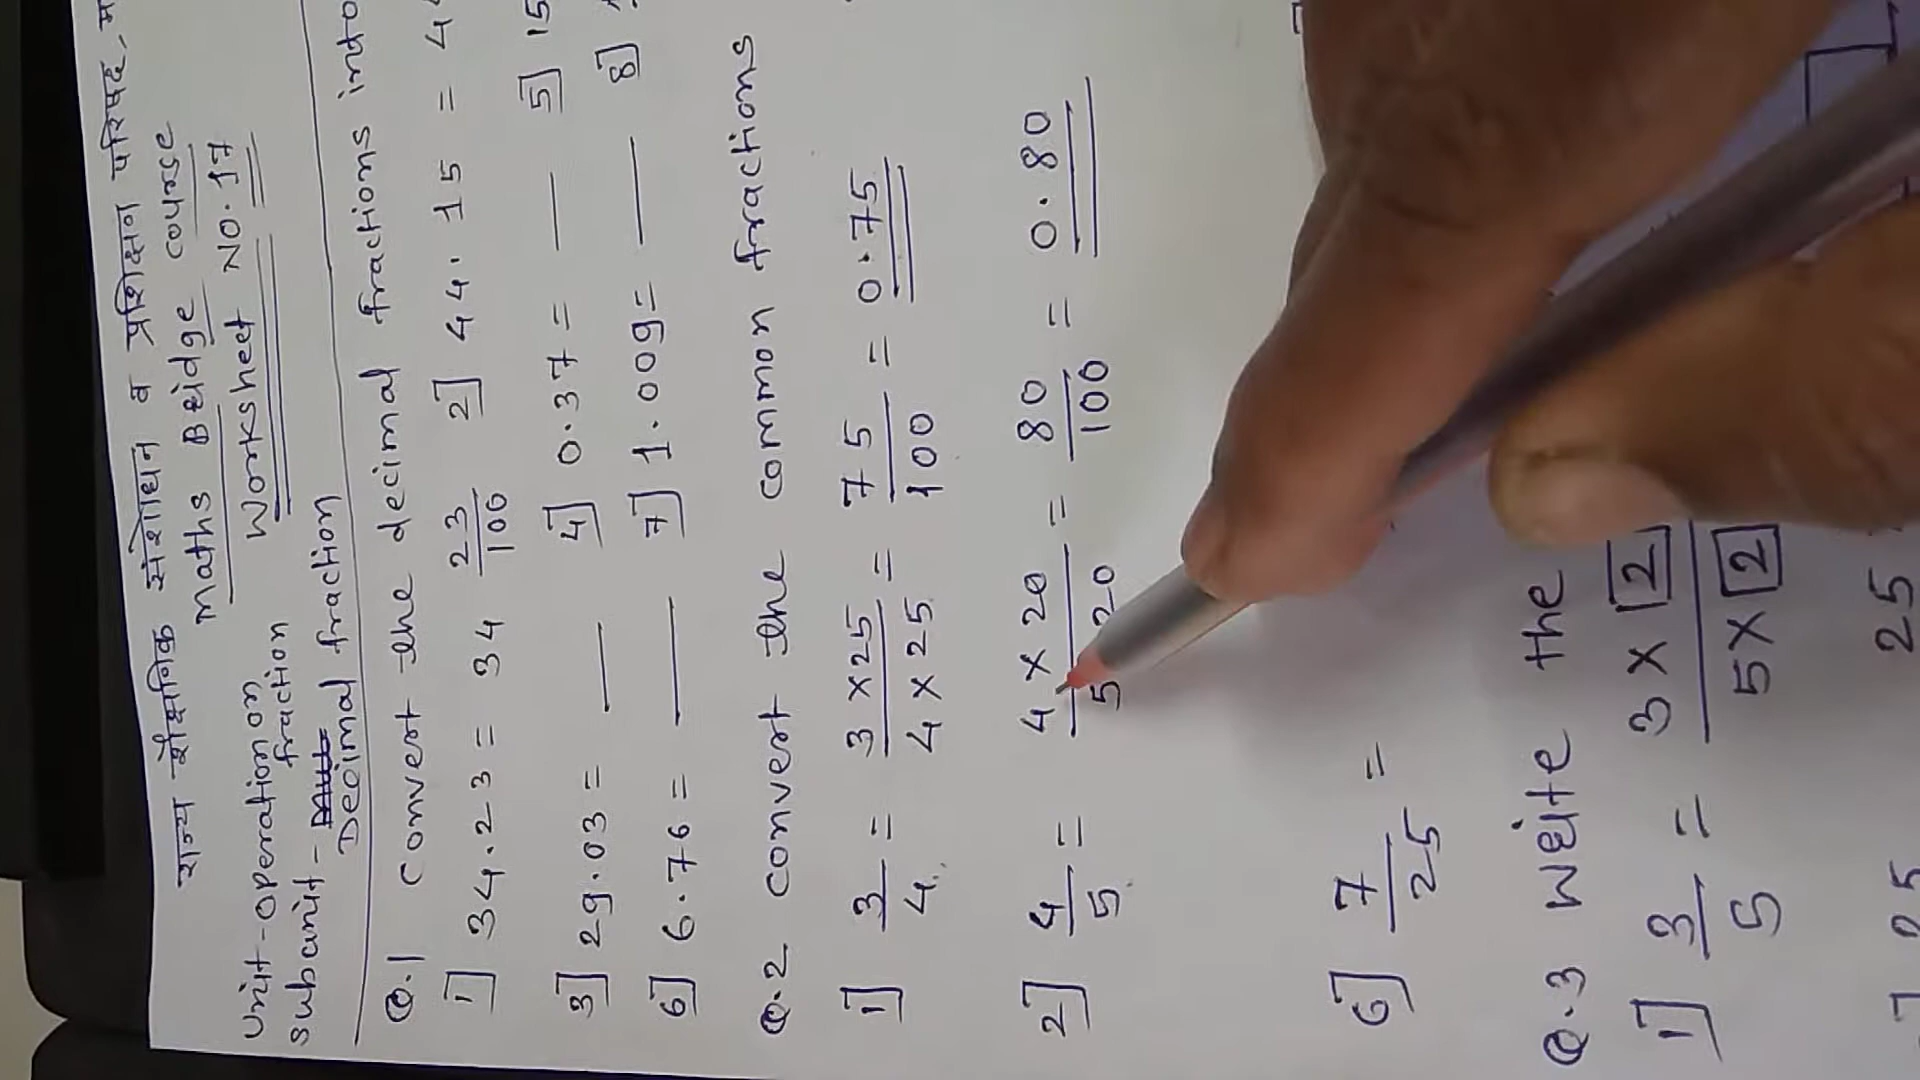 राज्य शैक्षणिक संशोधन व प्रशिक्षण परिषद,
Maths Bridge course
Worksheet No. 17
Unit - Operation on fraction
subunit - Decimal fraction
Q.1 convert the decimal fractions into
1] 34.23 = 34 23/100 2] 44.15 = 4
3] 29.03 = — 4] 0.37 = — 5] 15
6] 6.76 = — 7] 1.009 = — 8]
Q.2 convert the common fractions
1] 3/4 = 3 × 25/4 × 25 = 75/100 = 0.75
2] 4/5 = 4 × 20/5 20 = 80/100 = 0.80
6] 7/25 =
Q.3 write the
1] 3/5 = 3 × 2/5 × 2
25